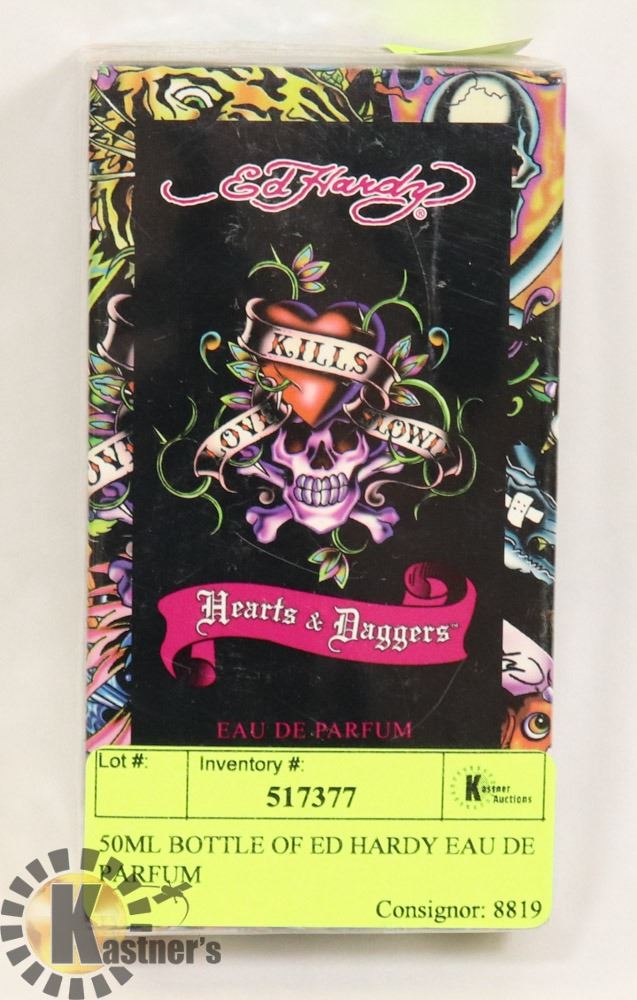 Ed Hardy®
KILLS
LOVE
SLOWLY
Hearts & Daggers™
EAU DE PARFUM
Lot #:
Inventory #:
517377
Kastner
Auctions
50ML BOTTLE OF ED HARDY EAU DE
PARFUM
Consignor: 8819
Kastner's